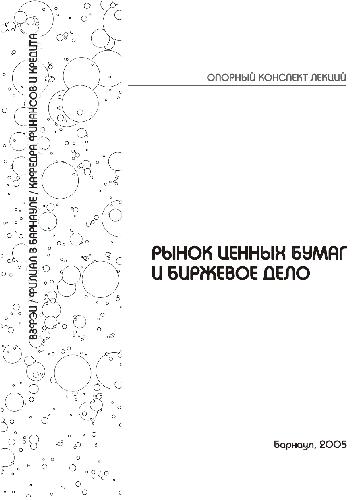 ОПОРНЫЙ КОНСПЕКТ ЛЕКЦИЙ
ВЗФЭИ / ФИЛИАЛ В БАРНАУЛЕ / КАФЕДРА ФИНАНСОВ И КРЕДИТА
РЫНОК ЦЕННЫХ БУМАГ
И БИРЖЕВОЕ ДЕЛО
Барнаул, 2005